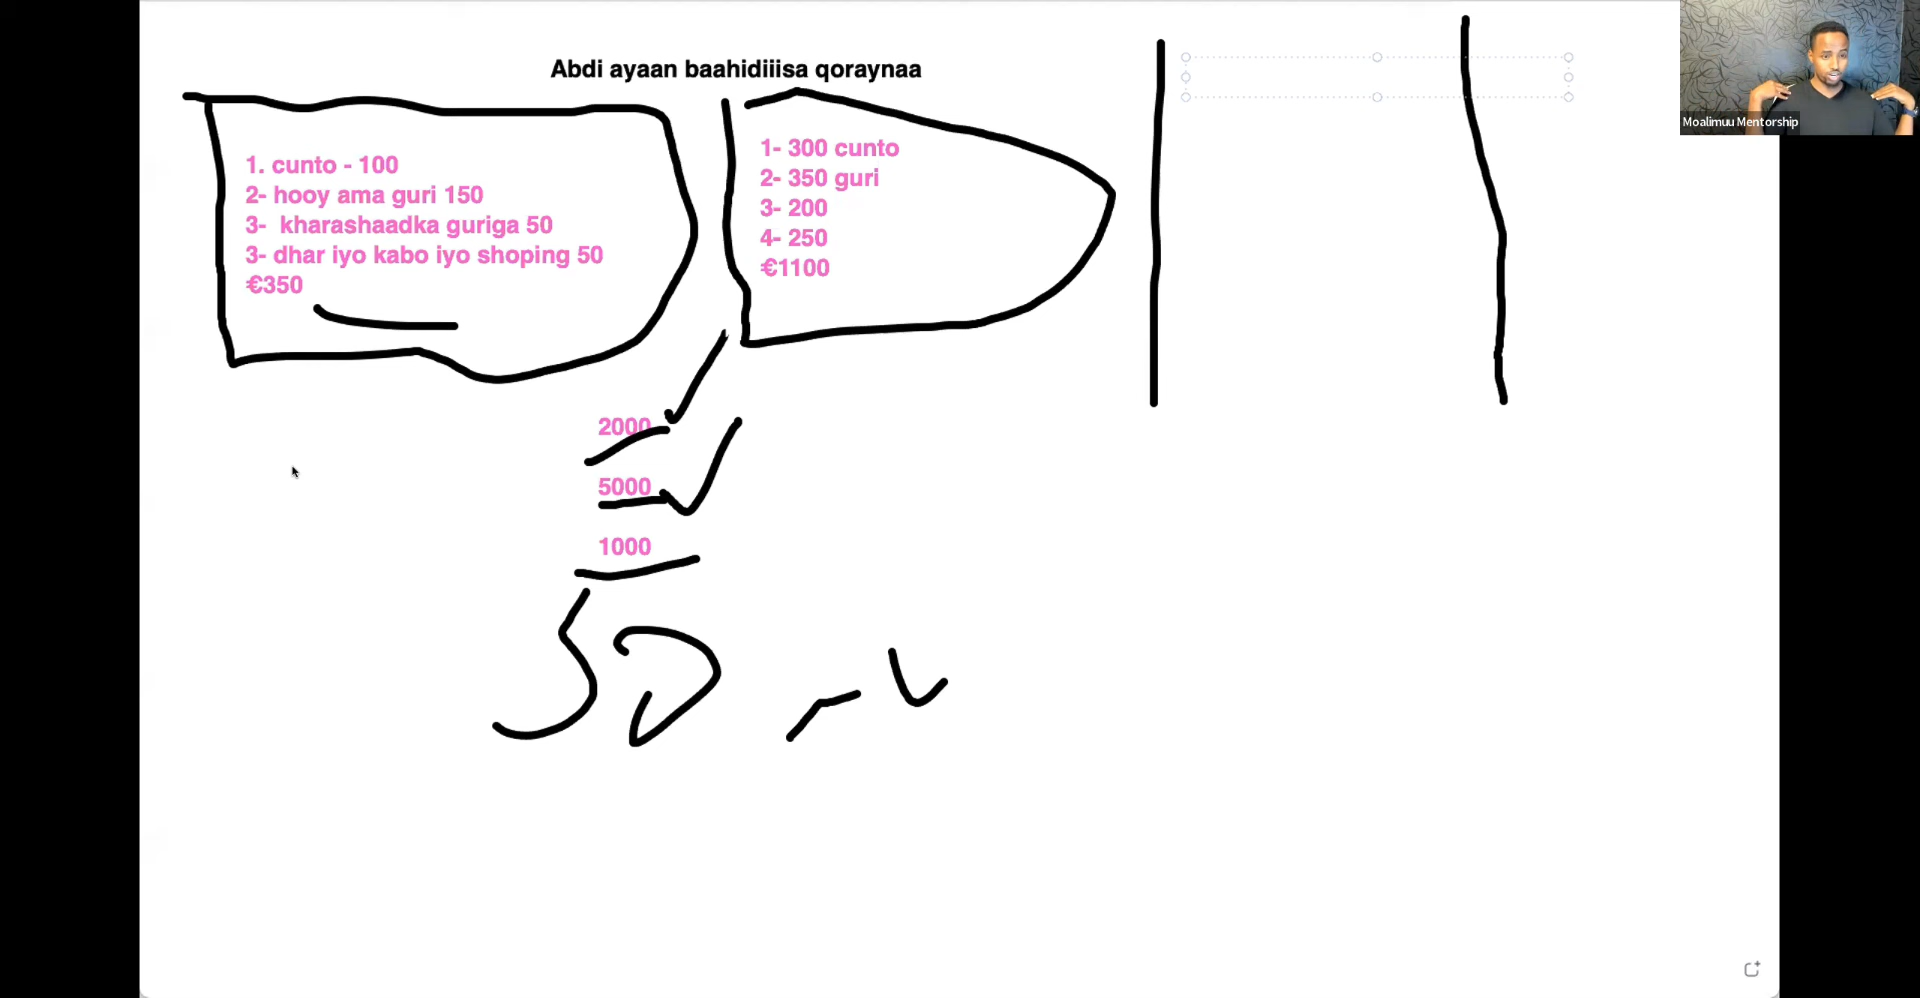 Abdi ayaan baahidiiisa qoraynaa
1. cunto - 100
2- hooy ama guri 150
3- kharashaadka guriga 50
3- dhar iyo kabo iyo shoping 50
€350
1- 300 cunto
2- 350 guri
3- 200
4- 250
€1100
2000
5000
1000
Moalimuu Mentorship